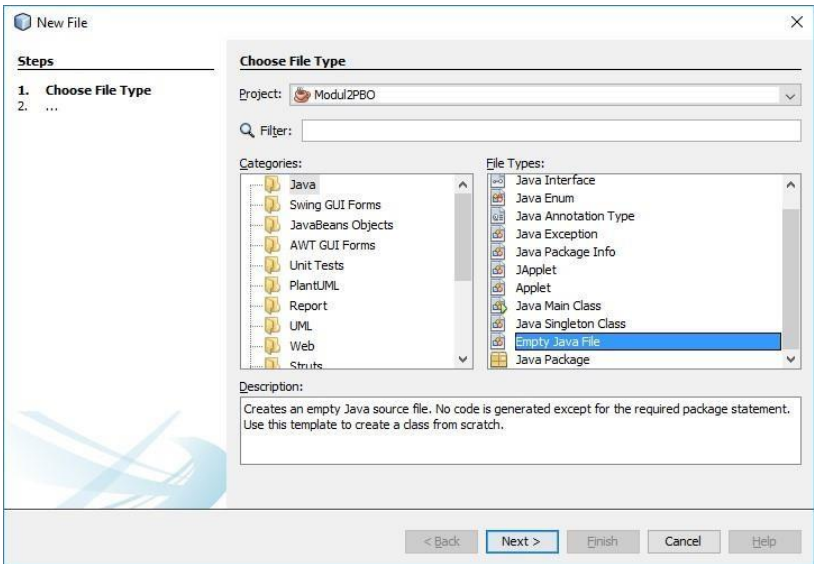 New File
Steps
1. Choose File Type
2. ...
Choose File Type
Project: Modul2PBO
Filter:
Categories:
Java
Swing GUI Forms
JavaBeans Objects
AWT GUI Forms
Unit Tests
PlantUML
Report
UML
Web
Struts
File Types:
Java Interface
Java Enum
Java Annotation Type
Java Exception
Java Package Info
JApplet
Applet
Java Main Class
Java Singleton Class
Empty Java File
Java Package
Description:
Creates an empty Java source file. No code is generated except for the required package statement.
Use this template to create a class from scratch.
< Back Next > Finish Cancel Help